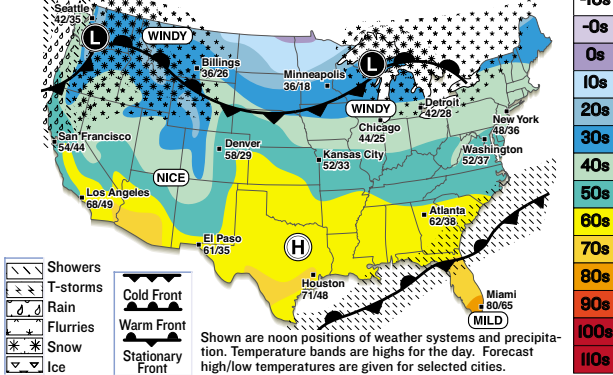 Seattle
42/35
L
WINDY
Billings
36/26
Minneapolis
36/18
L
WINDY
Detroit
42/28
Chicago
44/25
New York
48/36
Washington
52/37
San Francisco
54/44
Denver
58/29
Kansas City
52/33
NICE
Los Angeles
68/49
Atlanta
62/38
El Paso
61/35
H
Houston
71/48
Miami
80/65
MILD
-0s
0s
10s
20s
30s
40s
50s
60s
70s
80s
90s
100s
110s
Showers
T-storms
Rain
Flurries
Snow
Ice
Cold Front
Warm Front
Stationary
Front
Shown are noon positions of weather systems and precipita-
tion. Temperature bands are highs for the day. Forecast
high/low temperatures are given for selected cities.